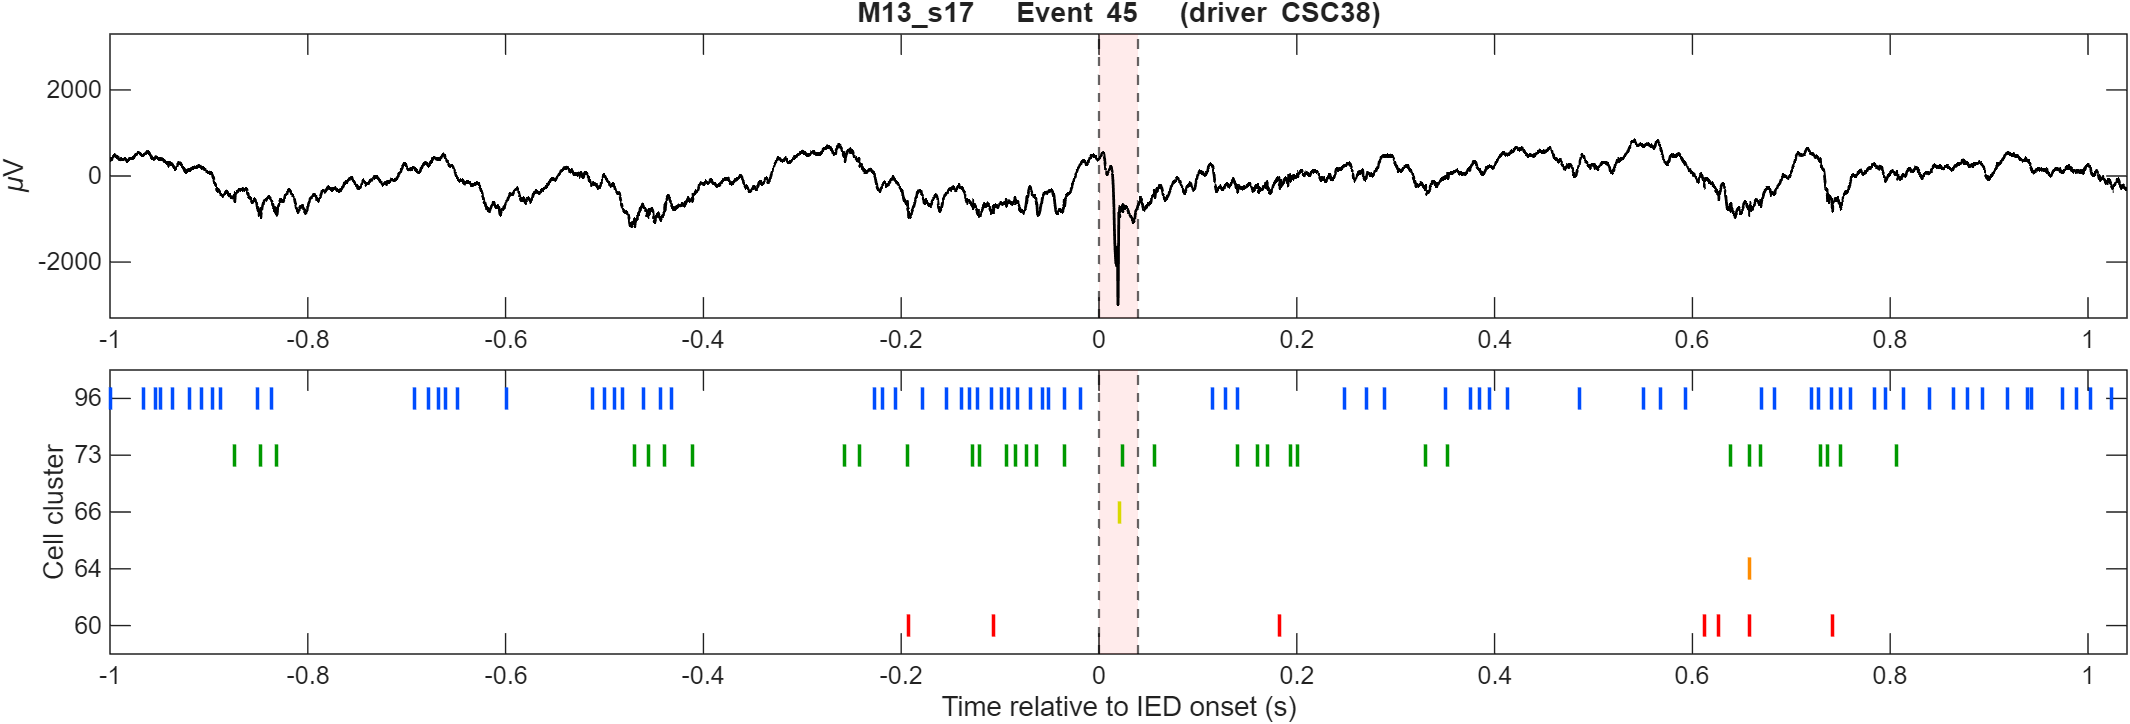 M13_s17 Event 45 (driver CSC38)
µV
2000
0
-2000
-1 -0.8 -0.6 -0.4 -0.2 0 0.2 0.4 0.6 0.8 1
Cell cluster
96
73
66
64
60
-1 -0.8 -0.6 -0.4 -0.2 0 0.2 0.4 0.6 0.8 1
Time relative to IED onset (s)